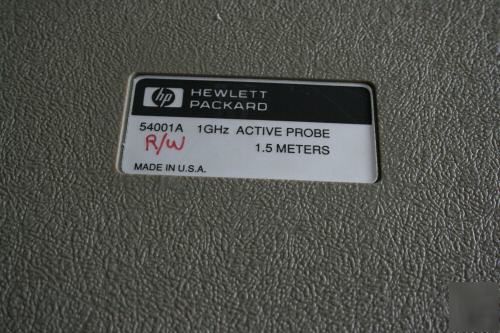 hp HEWLETT
PACKARD
54001A 1GHz ACTIVE PROBE
R/W 1.5 METERS
MADE IN U.S.A.